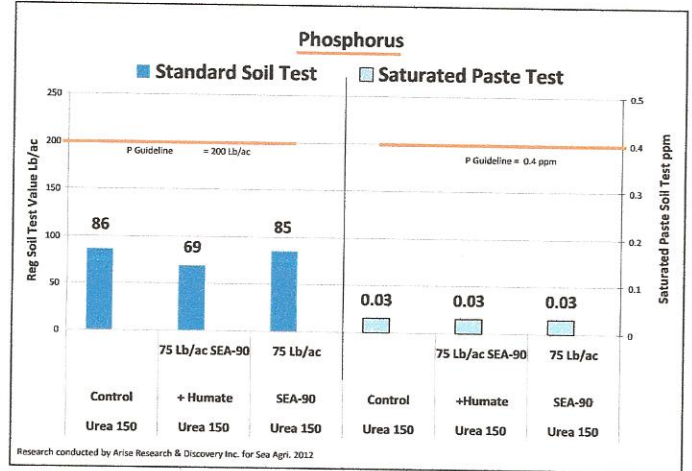 Phosphorus
Standard Soil Test
Saturated Paste Test
Reg Soil Test Value Lb/ac
250
200
150
100
50
0
P Guideline = 200 Lb/ac
86
69
85
P Guideline = 0.4 ppm
0.03
0.03
0.03
0.5
0.4
0.3
0.2
0.1
0
Saturated Paste Soil Test ppm
75 Lb/ac SEA-90 75 Lb/ac 75 Lb/ac SEA-90 75 Lb/ac
Control + Humate SEA-90 Control +Humate SEA-90
Urea 150 Urea 150 Urea 150 Urea 150 Urea 150 Urea 150
Research conducted by Arise Research & Discovery Inc. for Sea Agri. 2012